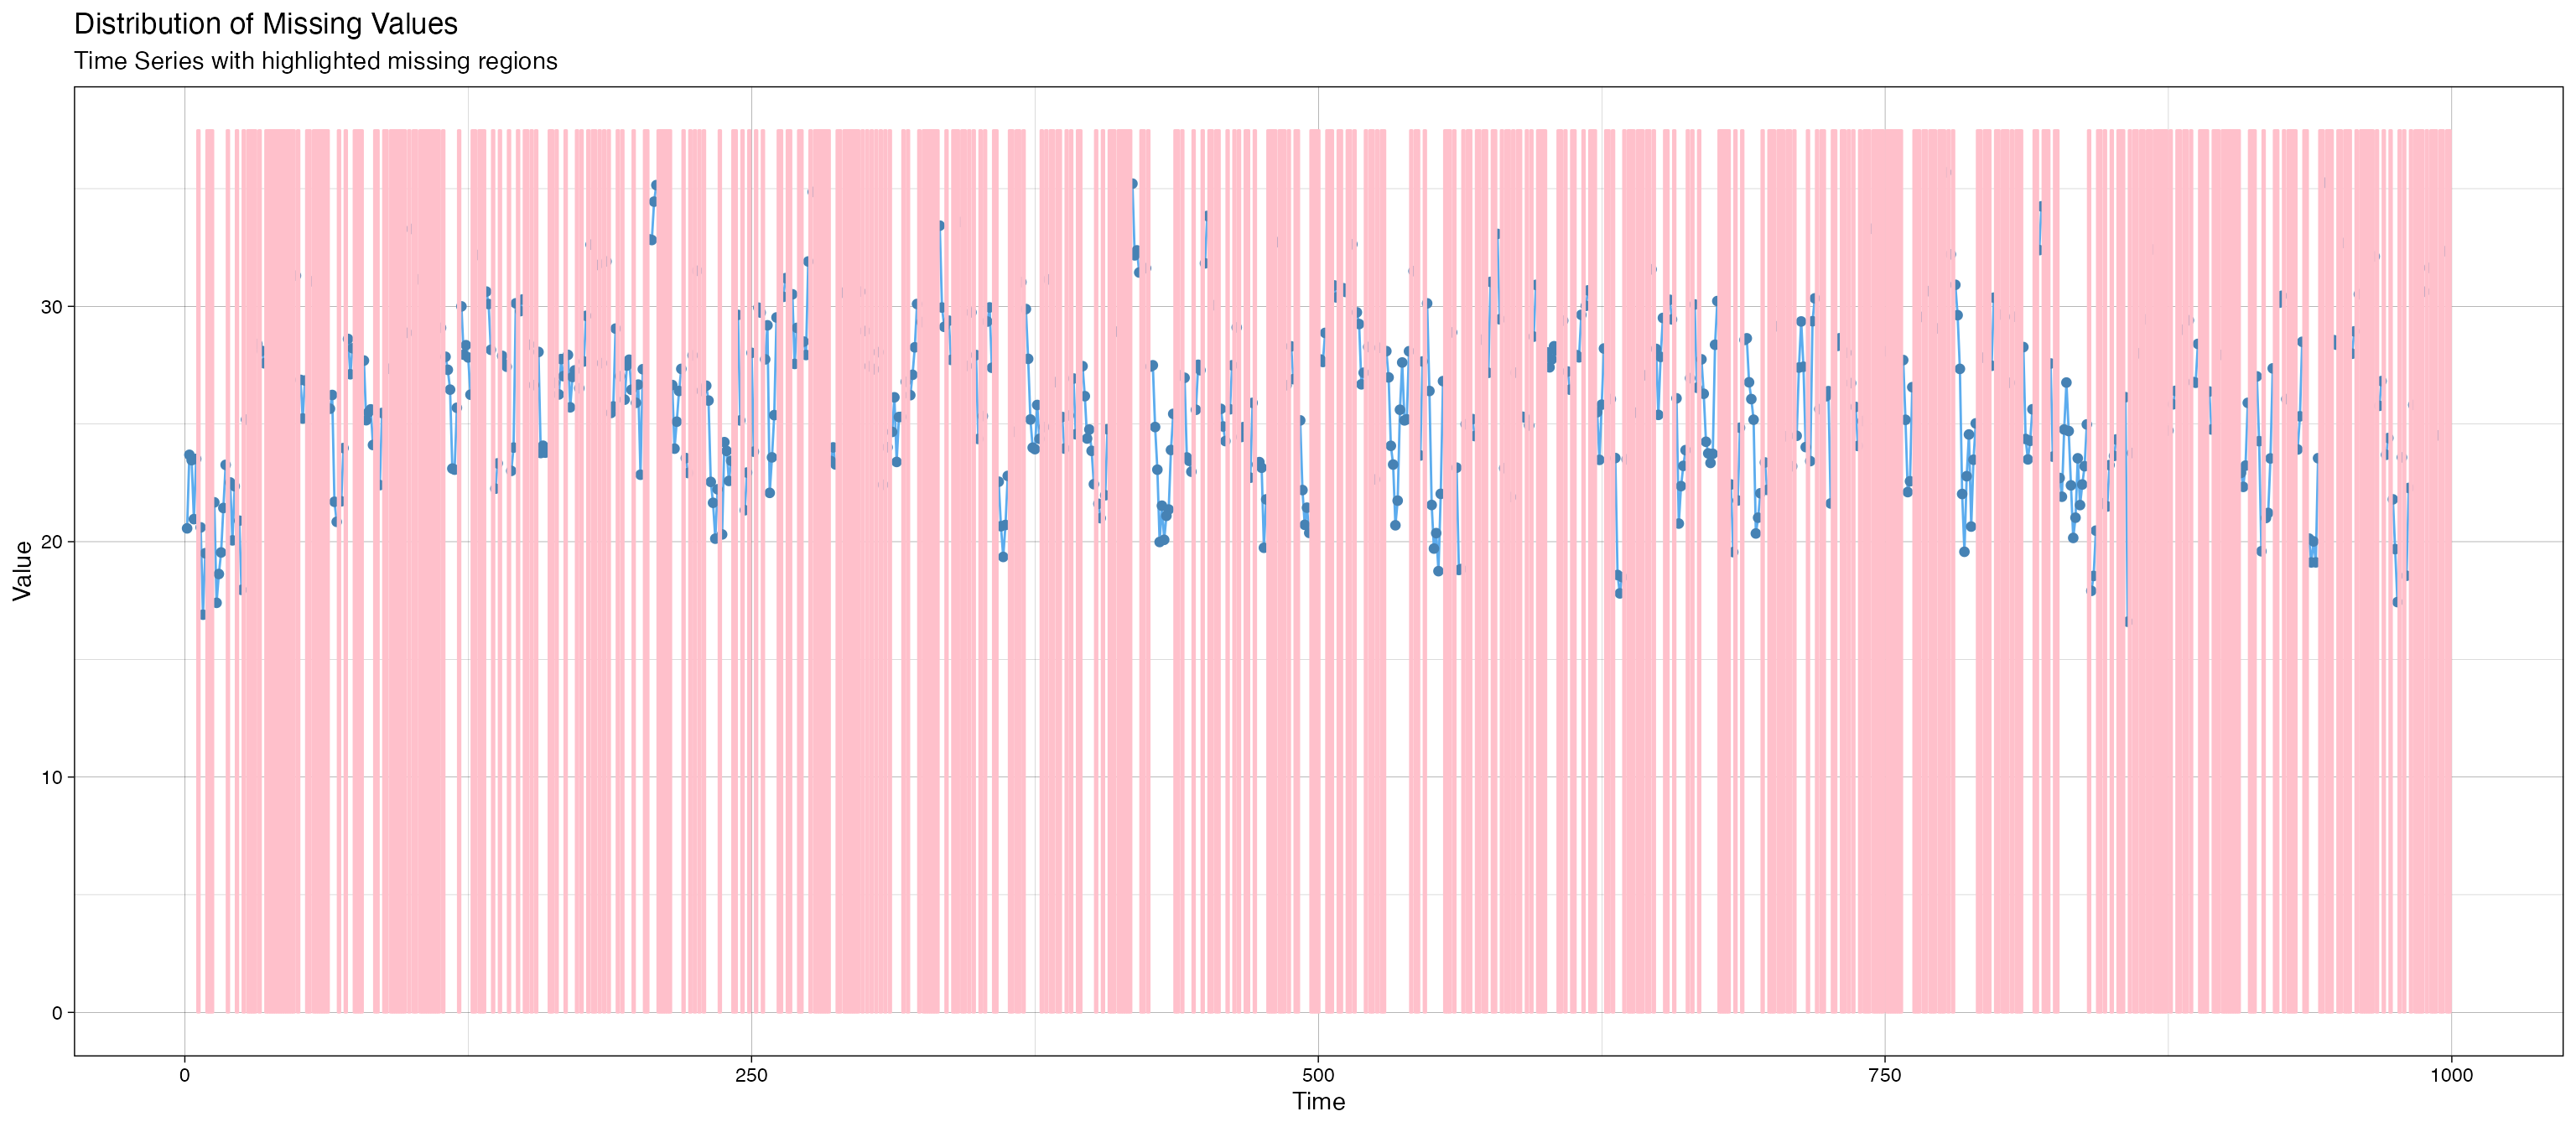 Distribution of Missing Values
Time Series with highlighted missing regions
Value
30
20
10
0
0 250 500 750 1000
Time